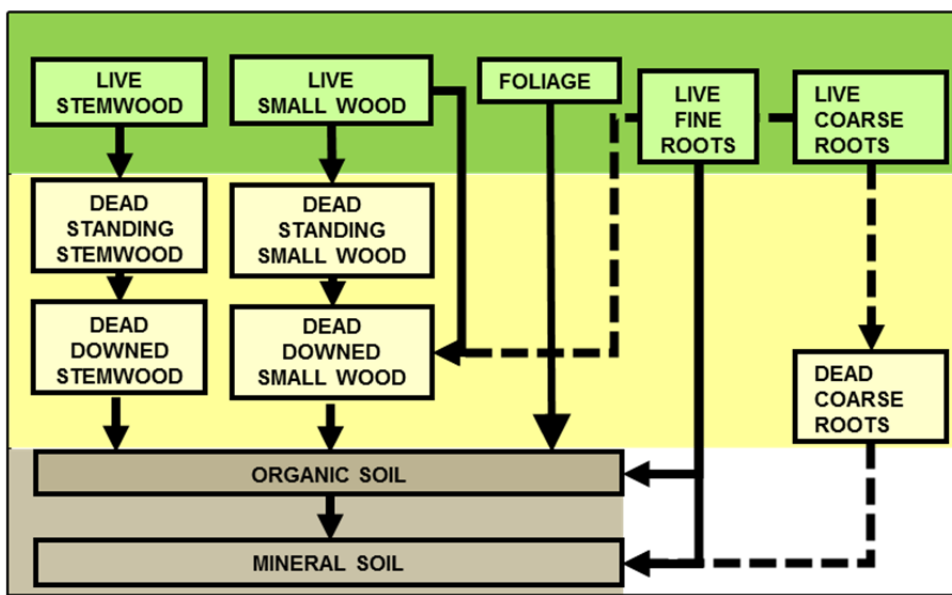 LIVE
STEMWOOD
LIVE
SMALL WOOD
FOLIAGE
LIVE
FINE
ROOTS
LIVE
COARSE
ROOTS
DEAD
STANDING
STEMWOOD
DEAD
STANDING
SMALL WOOD
DEAD
DOWNED
STEMWOOD
DEAD
DOWNED
SMALL WOOD
DEAD
COARSE
ROOTS
ORGANIC SOIL
MINERAL SOIL